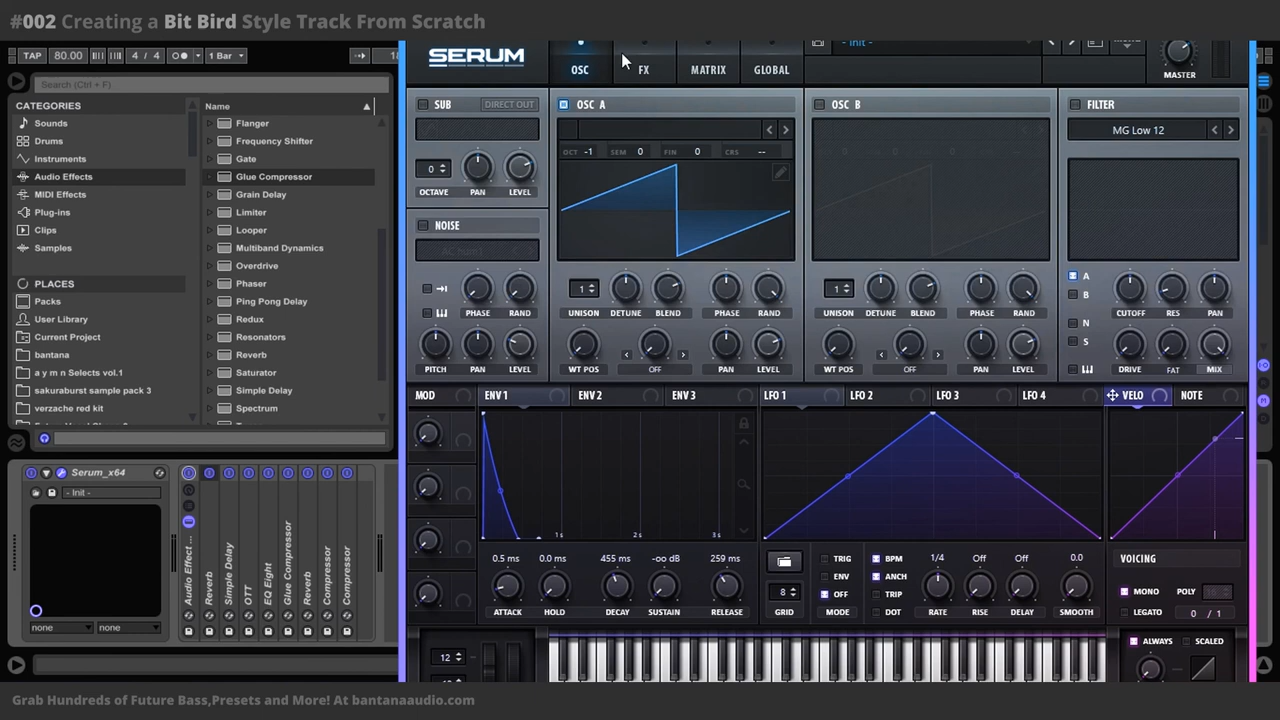 #002 Creating a Bit Bird Style Track From Scratch
TAP 80.00 4 / 4 1 Bar
Search (Ctrl + F)
CATEGORIES
Sounds
Drums
Instruments
Audio Effects
MIDI Effects
Plug-ins
Clips
Samples
PLACES
Packs
User Library
Current Project
bantana
a y m n Selects vol.1
sakuraburst sample pack 3
verzache red kit
Name
Flanger
Frequency Shifter
Gate
Glue Compressor
Grain Delay
Limiter
Looper
Multiband Dynamics
Overdrive
Phaser
Ping Pong Delay
Redux
Resonators
Reverb
Saturator
Simple Delay
Spectrum
Serum_x64
- Init -
none none
Audio Effect ...
Reverb
Simple Delay
OTT
EQ Eight
Glue Compressor
Reverb
Compressor
Compressor
SERUM
OSC FX MATRIX GLOBAL
- Init -
MASTER
SUB DIRECT OUT
0
OCTAVE PAN LEVEL
NOISE
PHASE RAND
PITCH PAN LEVEL
OSC A
OCT -1 SEM 0 FIN 0 CRS --
1
UNISON DETUNE BLEND PHASE RAND
WT POS OFF PAN LEVEL
OSC B
1
UNISON DETUNE BLEND PHASE RAND
WT POS OFF PAN LEVEL
FILTER
MG Low 12
A
B
N
S
CUTOFF RES PAN
DRIVE FAT MIX
MOD ENV 1 ENV 2 ENV 3 LFO 1 LFO 2 LFO 3 LFO 4 VELO NOTE
1s 2s 3s
0.5 ms 0.0 ms 455 ms -oo dB 259 ms
ATTACK HOLD DECAY SUSTAIN RELEASE
8
GRID
TRIG
ENV
OFF
MODE
BPM
ANCH
TRIP
DOT
1/4 Off Off 0.0
RATE RISE DELAY SMOOTH
VOICING
MONO POLY
LEGATO 0 / 1
ALWAYS SCALED
12
Grab Hundreds of Future Bass,Presets and More! At bantanaaudio.com